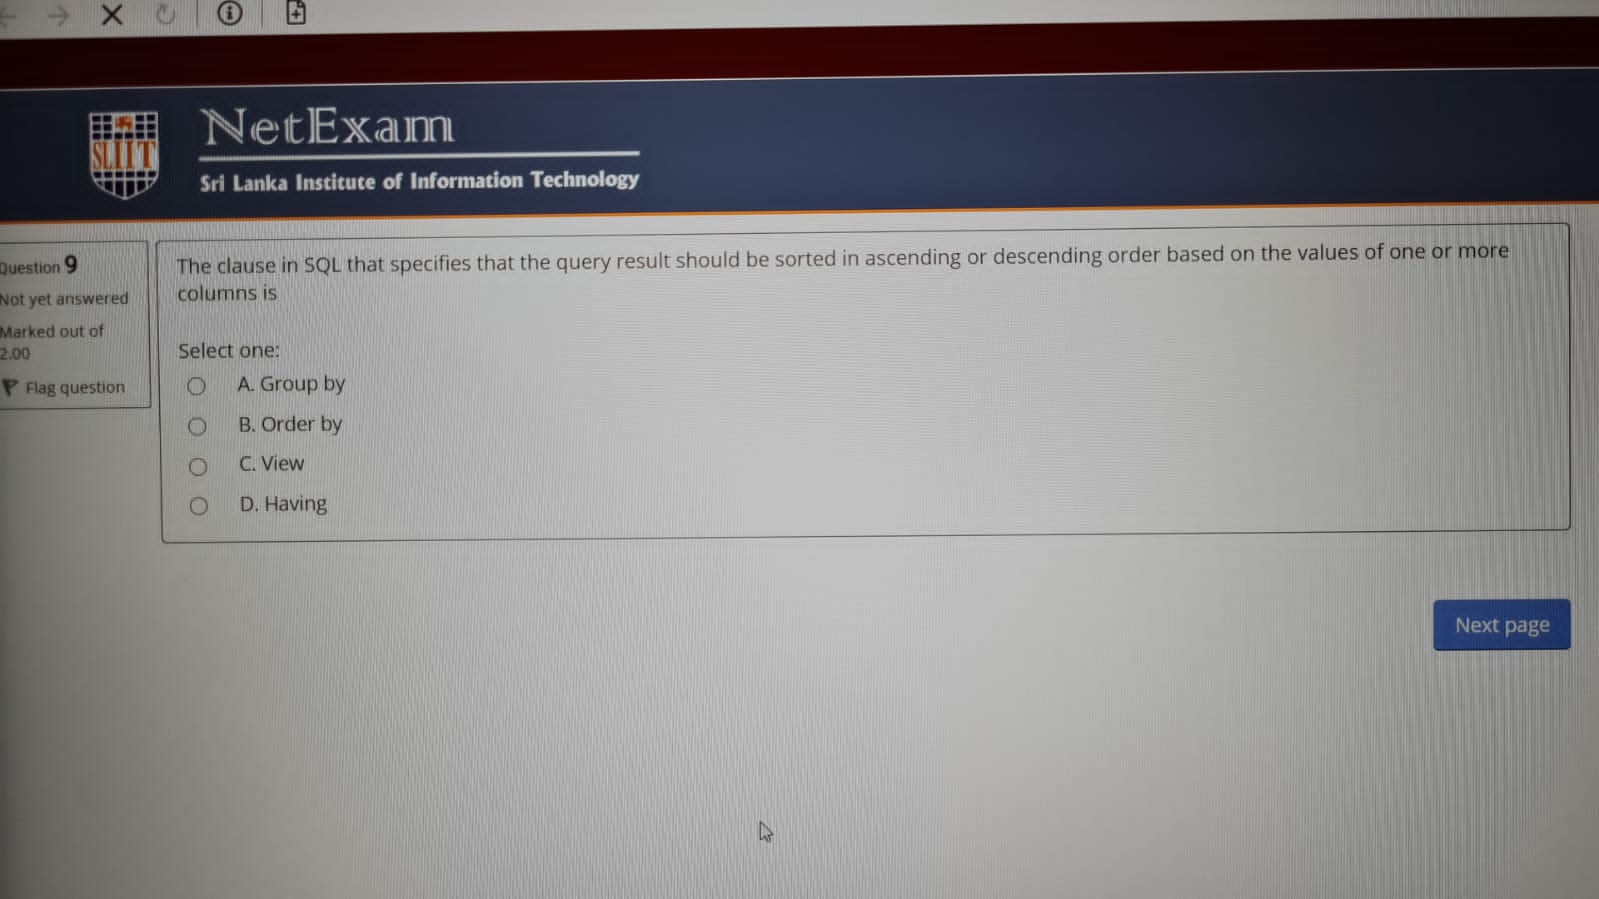 NetExam
SLIIT
Sri Lanka Institute of Information Technology
Question 9
Not yet answered
Marked out of
2.00
Flag question
The clause in SQL that specifies that the query result should be sorted in ascending or descending order based on the values of one or more
columns is
Select one:
A. Group by
B. Order by
C. View
D. Having
Next page